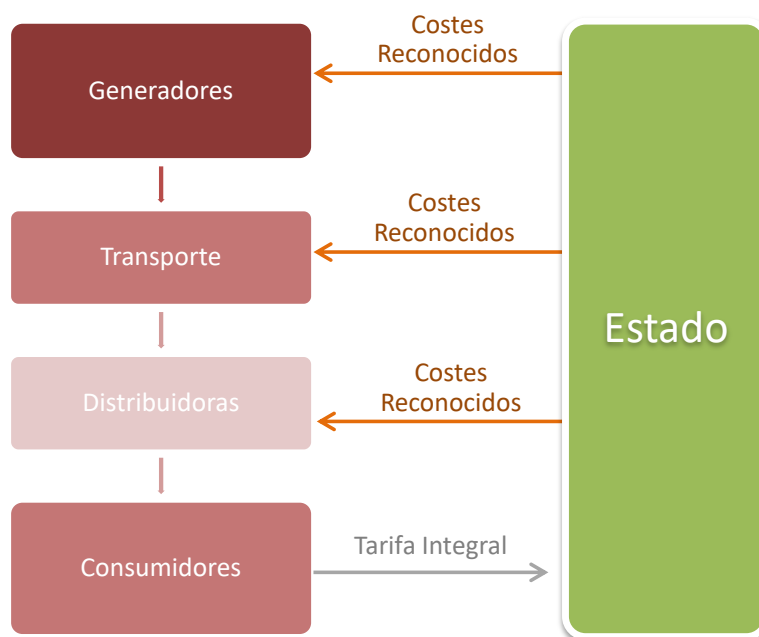 Costes
Reconocidos
Generadores
Costes
Reconocidos
Transporte
Estado
Costes
Reconocidos
Distribuidoras
Tarifa Integral
Consumidores